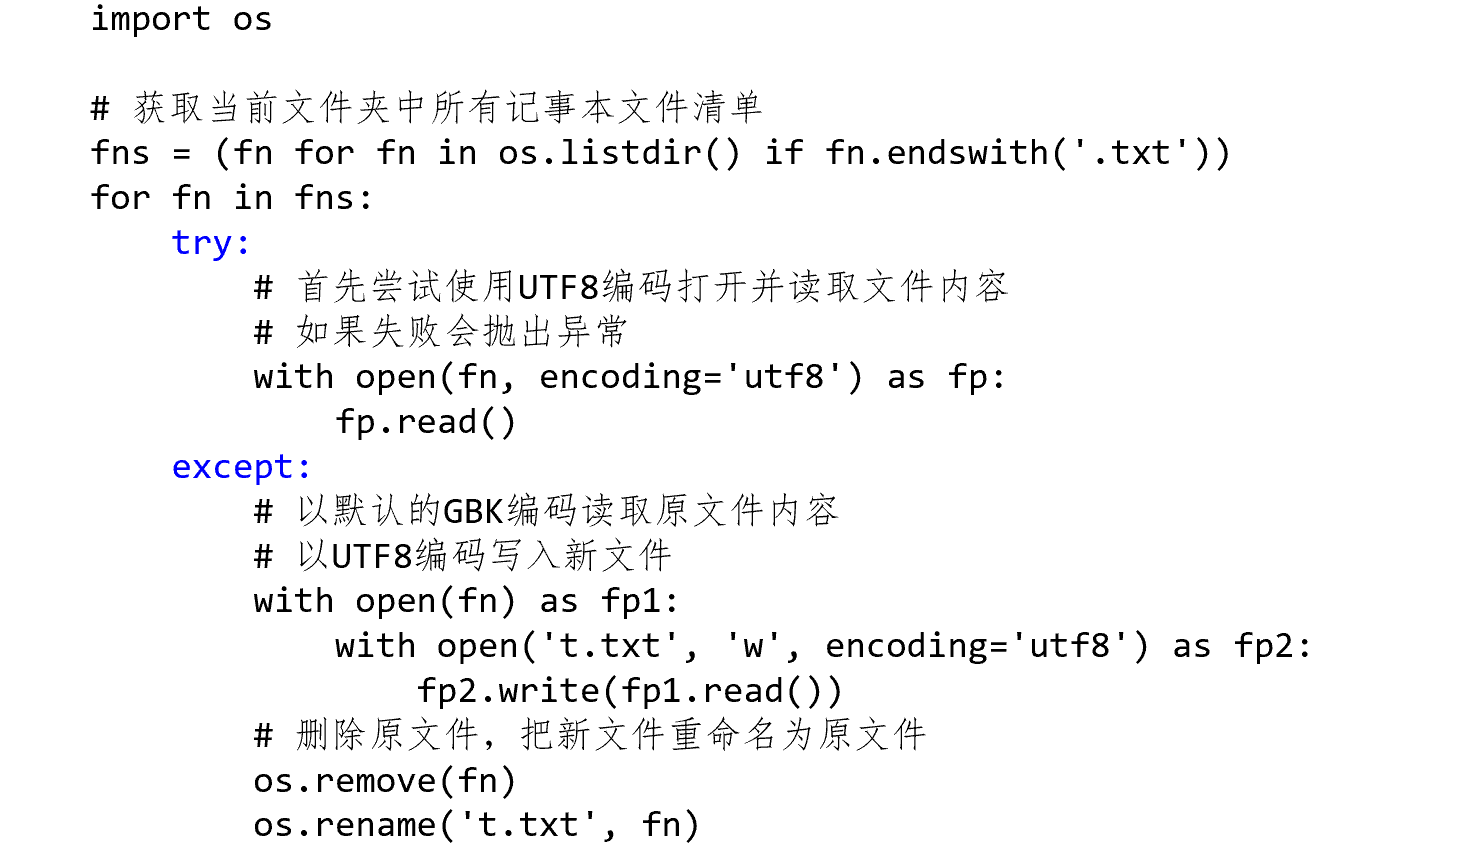 import os
# 获取当前文件夹中所有记事本文件清单
fns = (fn for fn in os.listdir() if fn.endswith('.txt'))
for fn in fns:
    try:
        # 首先尝试使用UTF8编码打开并读取文件内容
        # 如果失败会抛出异常
        with open(fn, encoding='utf8') as fp:
            fp.read()
    except:
        # 以默认的GBK编码读取原文件内容
        # 以UTF8编码写入新文件
        with open(fn) as fp1:
            with open('t.txt', 'w', encoding='utf8') as fp2:
                fp2.write(fp1.read())
        # 删除原文件，把新文件重命名为原文件
        os.remove(fn)
        os.rename('t.txt', fn)